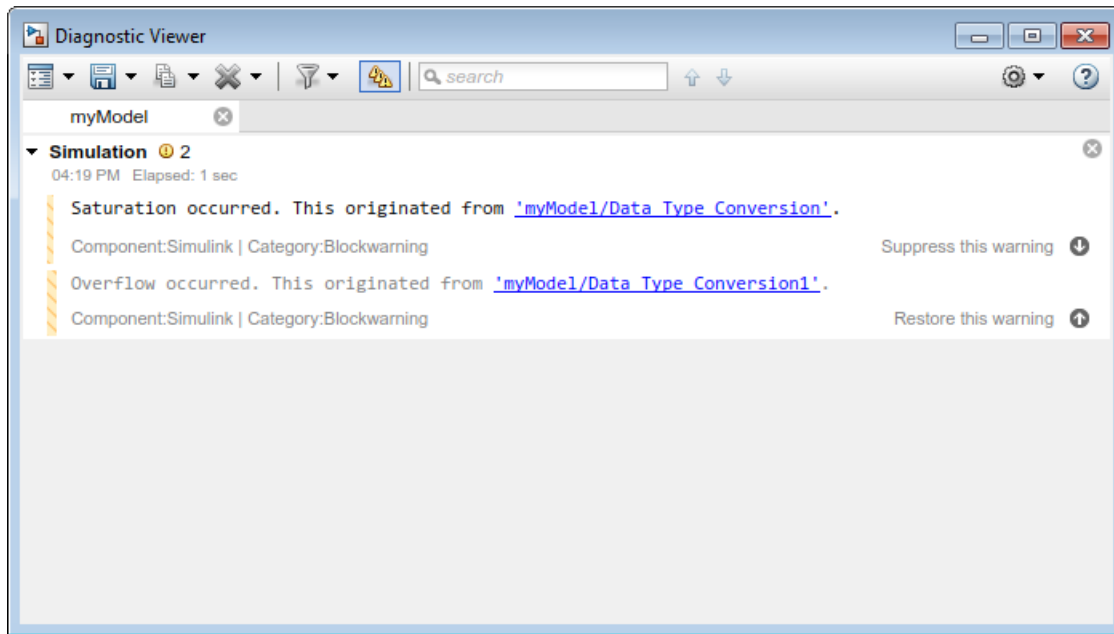 Diagnostic Viewer
search
myModel
Simulation 2
04:19 PM Elapsed: 1 sec
Saturation occurred. This originated from 'myModel/Data Type Conversion'.
Component:Simulink | Category:Blockwarning Suppress this warning
Overflow occurred. This originated from 'myModel/Data Type Conversion1'.
Component:Simulink | Category:Blockwarning Restore this warning